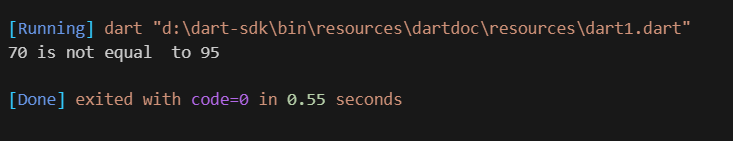 [Running] dart "d:\dart-sdk\bin\resources\dartdoc\resources\dart1.dart"
70 is not equal  to 95
[Done] exited with code=0 in 0.55 seconds